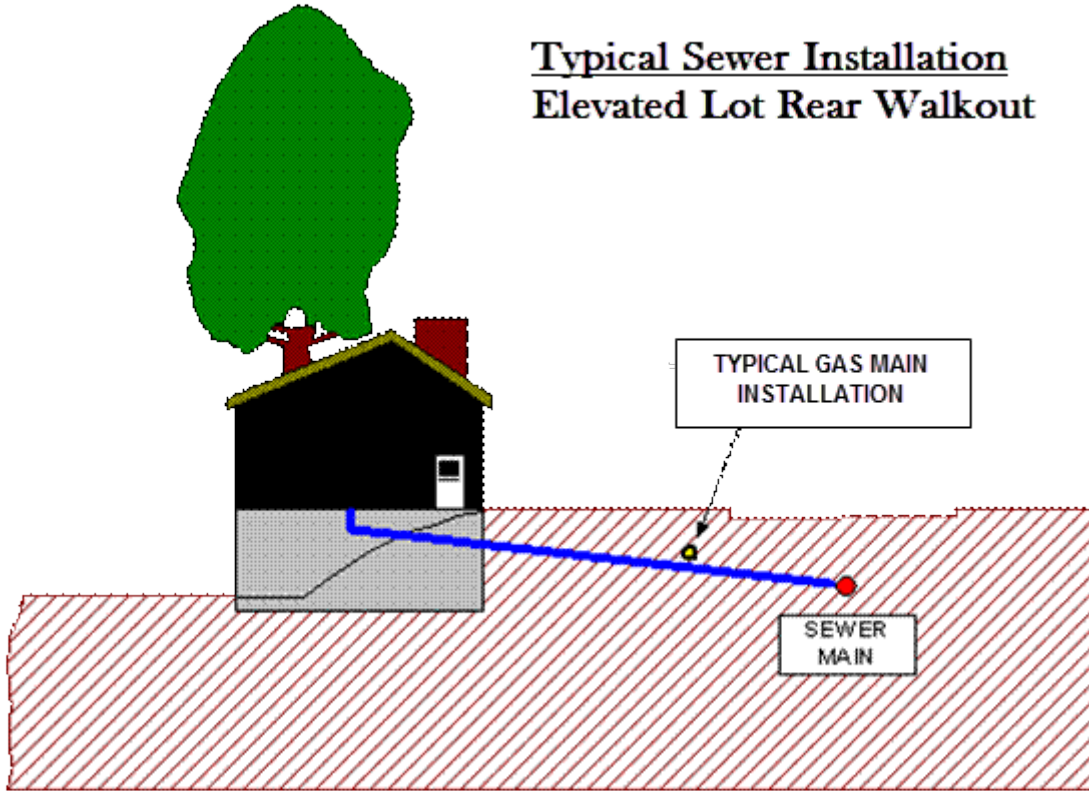 Typical Sewer Installation
Elevated Lot Rear Walkout
TYPICAL GAS MAIN
INSTALLATION
SEWER
MAIN